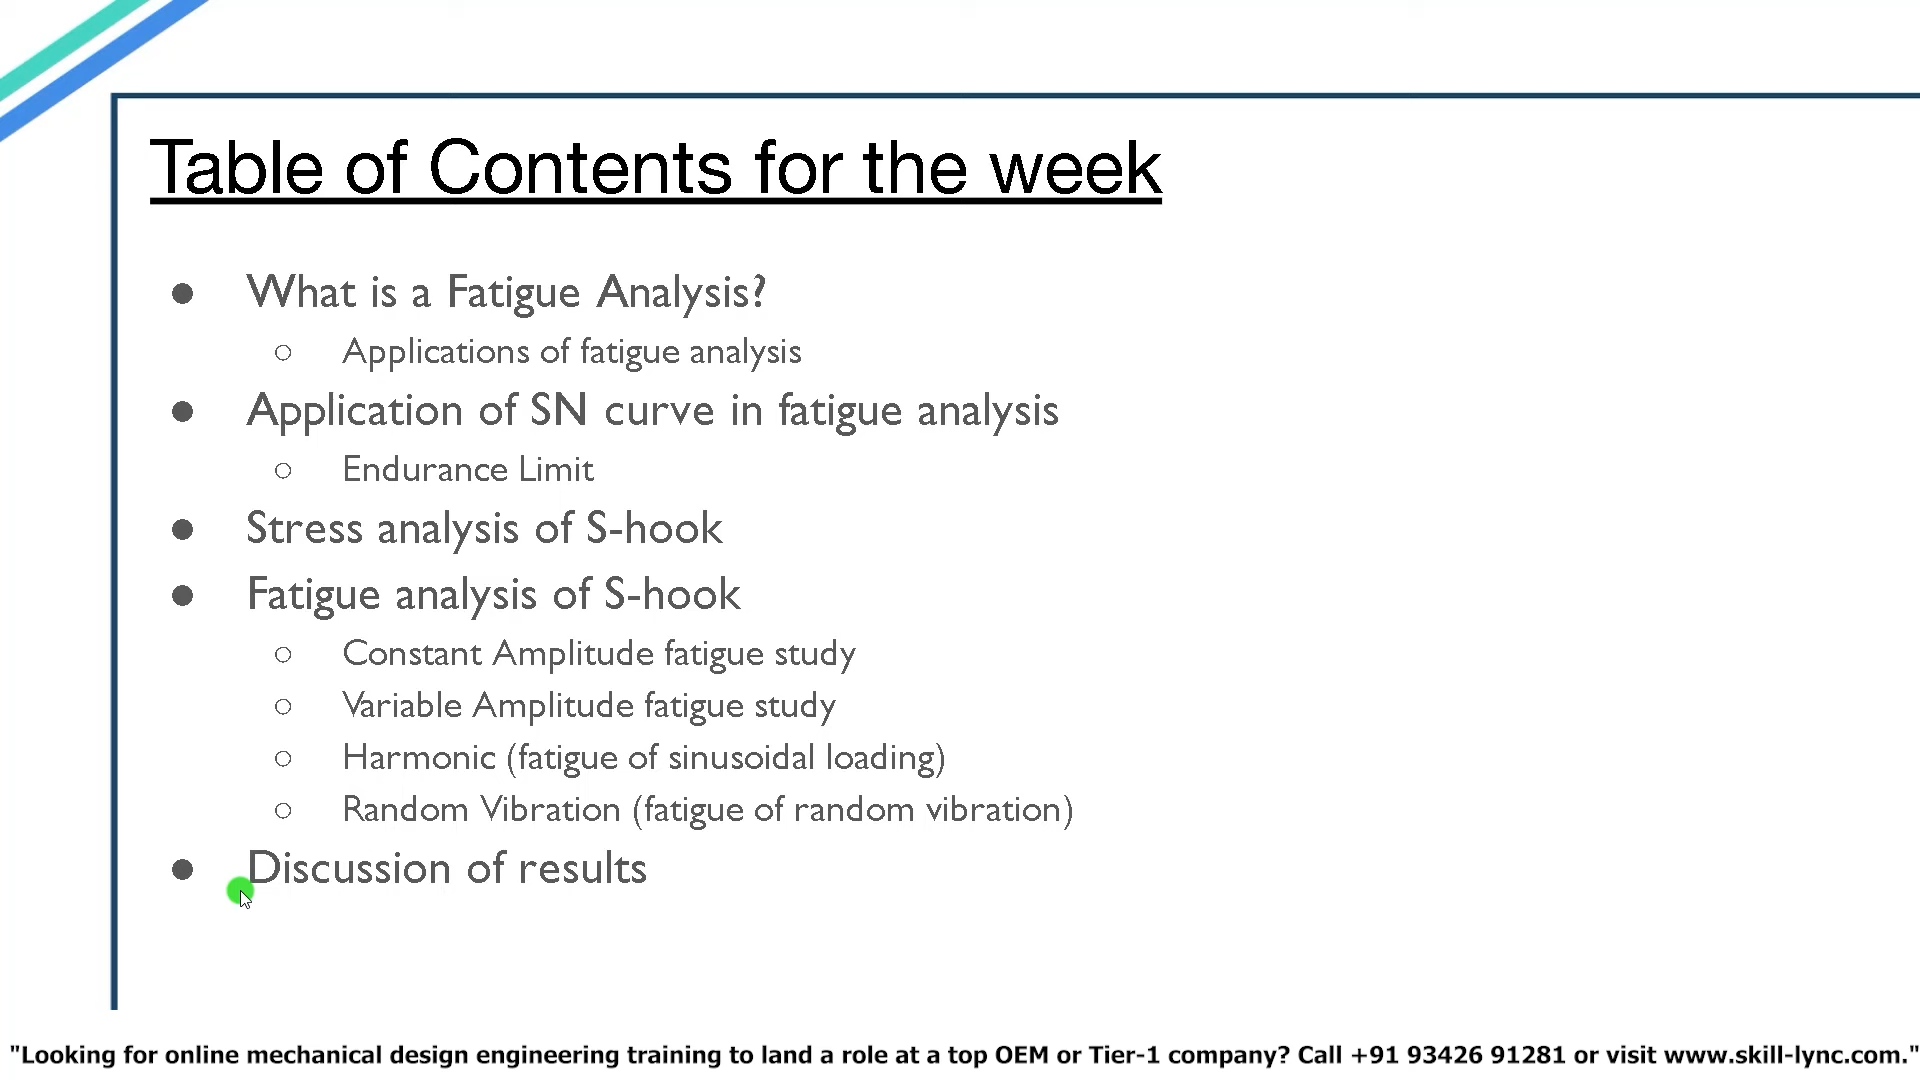 Table of Contents for the week
● What is a Fatigue Analysis?
○ Applications of fatigue analysis
● Application of SN curve in fatigue analysis
○ Endurance Limit
● Stress analysis of S-hook
● Fatigue analysis of S-hook
○ Constant Amplitude fatigue study
○ Variable Amplitude fatigue study
○ Harmonic (fatigue of sinusoidal loading)
○ Random Vibration (fatigue of random vibration)
● Discussion of results
"Looking for online mechanical design engineering training to land a role at a top OEM or Tier-1 company? Call +91 93426 91281 or visit www.skill-lync.com."